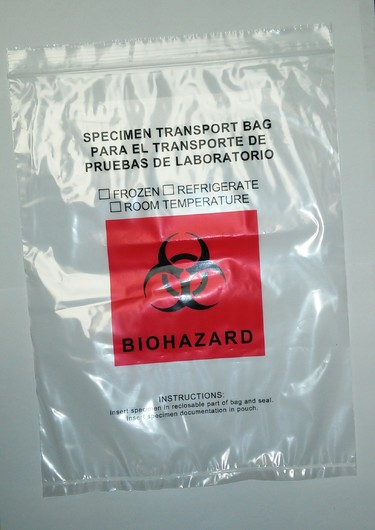 SPECIMEN TRANSPORT BAG
PARA EL TRANSPORTE DE
PRUEBAS DE LABORATORIO
☐ FROZEN ☐ REFRIGERATE
☐ ROOM TEMPERATURE
BIOHAZARD
INSTRUCTIONS:
Insert specimen in reclosable part of bag and seal.
Insert specimen documentation in pouch.